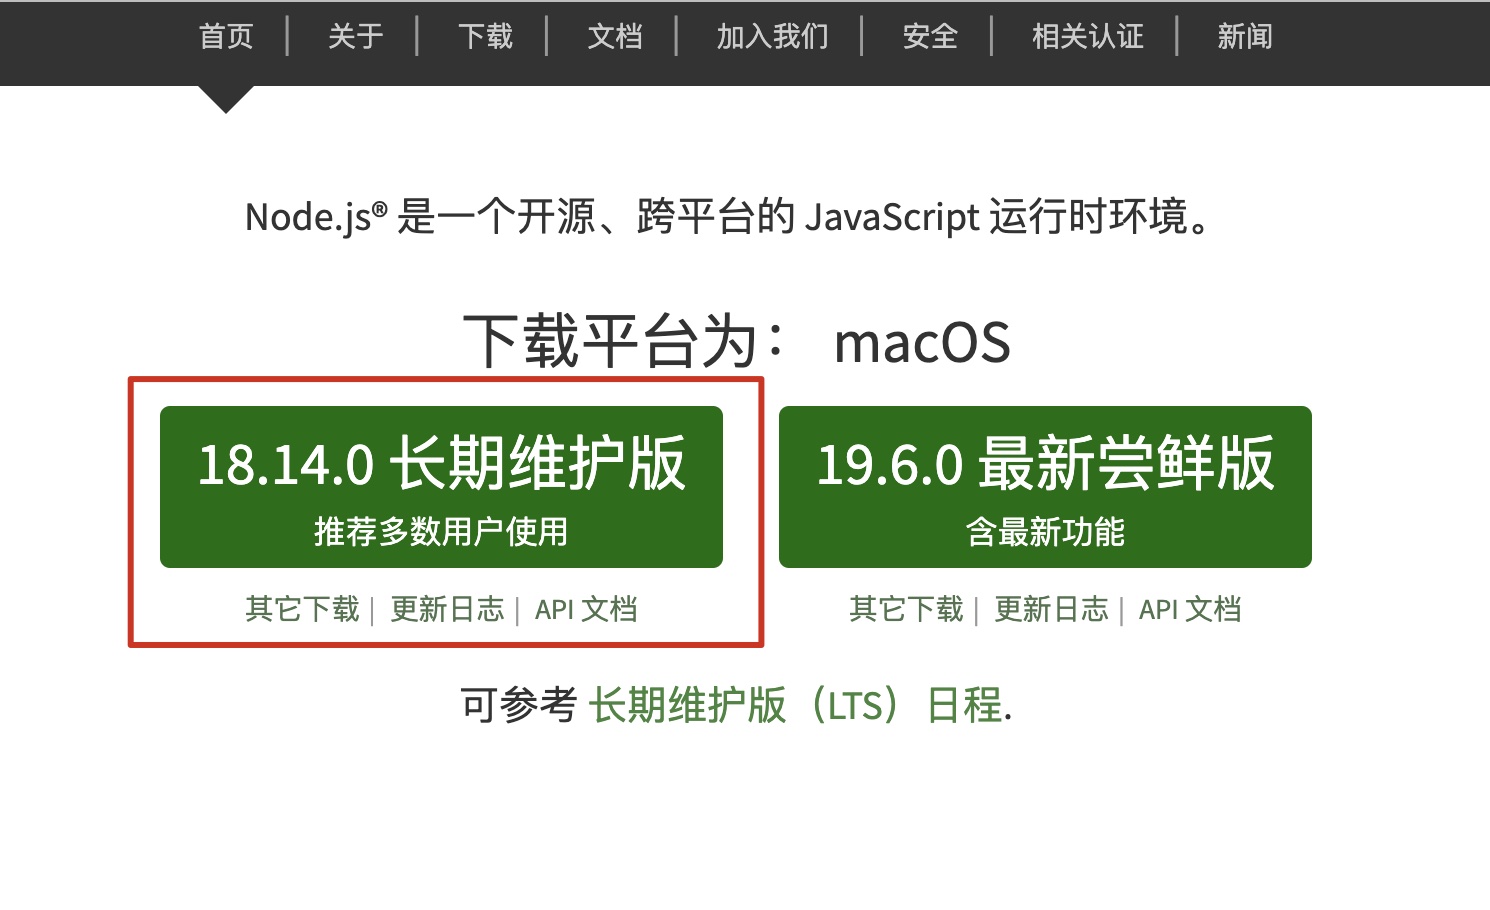 首页 | 关于 | 下载 | 文档 | 加入我们 | 安全 | 相关认证 | 新闻
Node.js® 是一个开源、跨平台的 JavaScript 运行时环境。
下载平台为： macOS
18.14.0 长期维护版
推荐多数用户使用
其它下载 | 更新日志 | API 文档
19.6.0 最新尝鲜版
含最新功能
其它下载 | 更新日志 | API 文档
可参考 长期维护版（LTS） 日程.